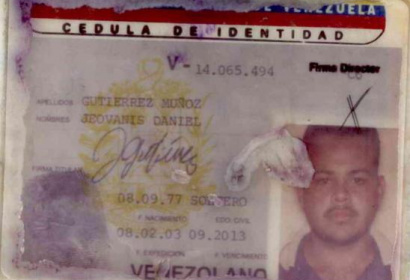 DE VENEZUELA
CEDULA DE IDENTIDAD
V- 14.065.494
Firma Director
APELLIDOS GUTIERREZ MUÑOZ
NOMBRES JEOVANIS DANIEL
FIRMA TITULAR
08.09.77 SOLTERO
F. NACIMIENTO EDO CIVIL
08.02.03 09.2013
F. EXPEDICION F. VENCIMIENTO
VENEZOLANO